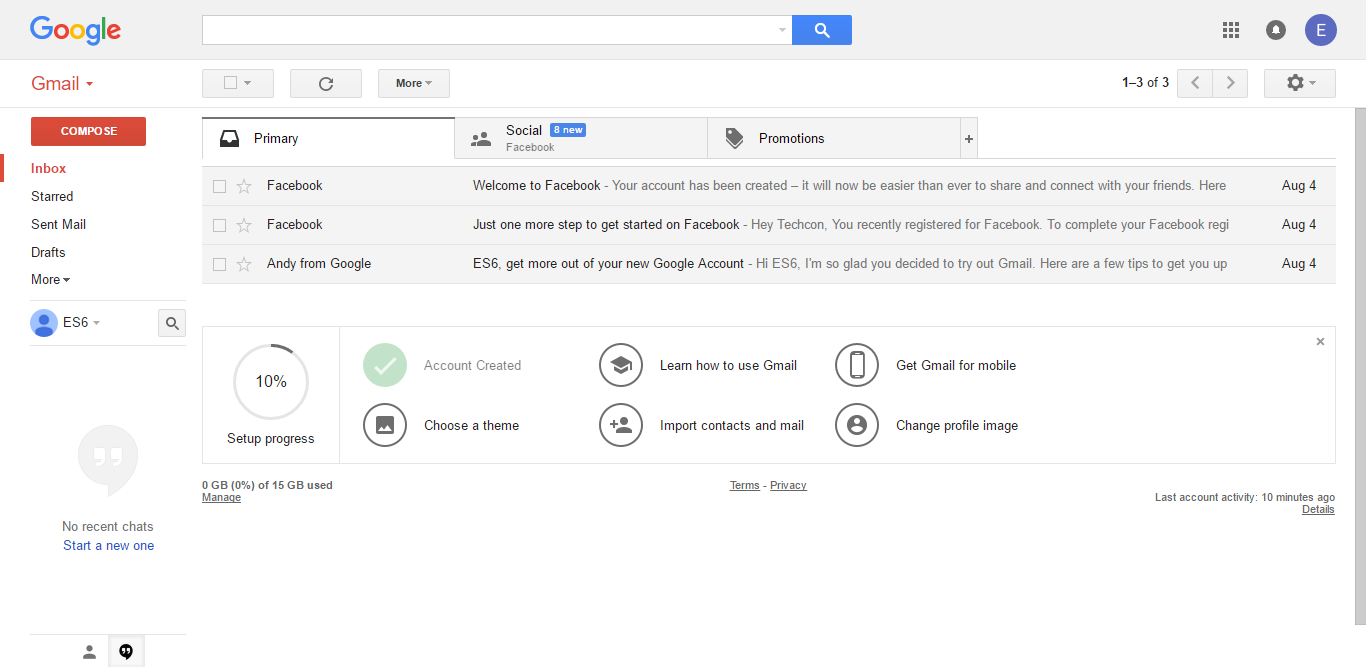 Google
E
Gmail
More
1–3 of 3
COMPOSE
Inbox
Starred
Sent Mail
Drafts
More
ES6
No recent chats
Start a new one
Primary
Social 8 new
Facebook
Promotions
+
Facebook Welcome to Facebook - Your account has been created – it will now be easier than ever to share and connect with your friends. Here Aug 4
Facebook Just one more step to get started on Facebook - Hey Techcon, You recently registered for Facebook. To complete your Facebook regi Aug 4
Andy from Google ES6, get more out of your new Google Account - Hi ES6, I'm so glad you decided to try out Gmail. Here are a few tips to get you up Aug 4
10%
Setup progress
Account Created
Learn how to use Gmail
Get Gmail for mobile
Choose a theme
Import contacts and mail
Change profile image
0 GB (0%) of 15 GB used
Manage
Terms - Privacy
Last account activity: 10 minutes ago
Details